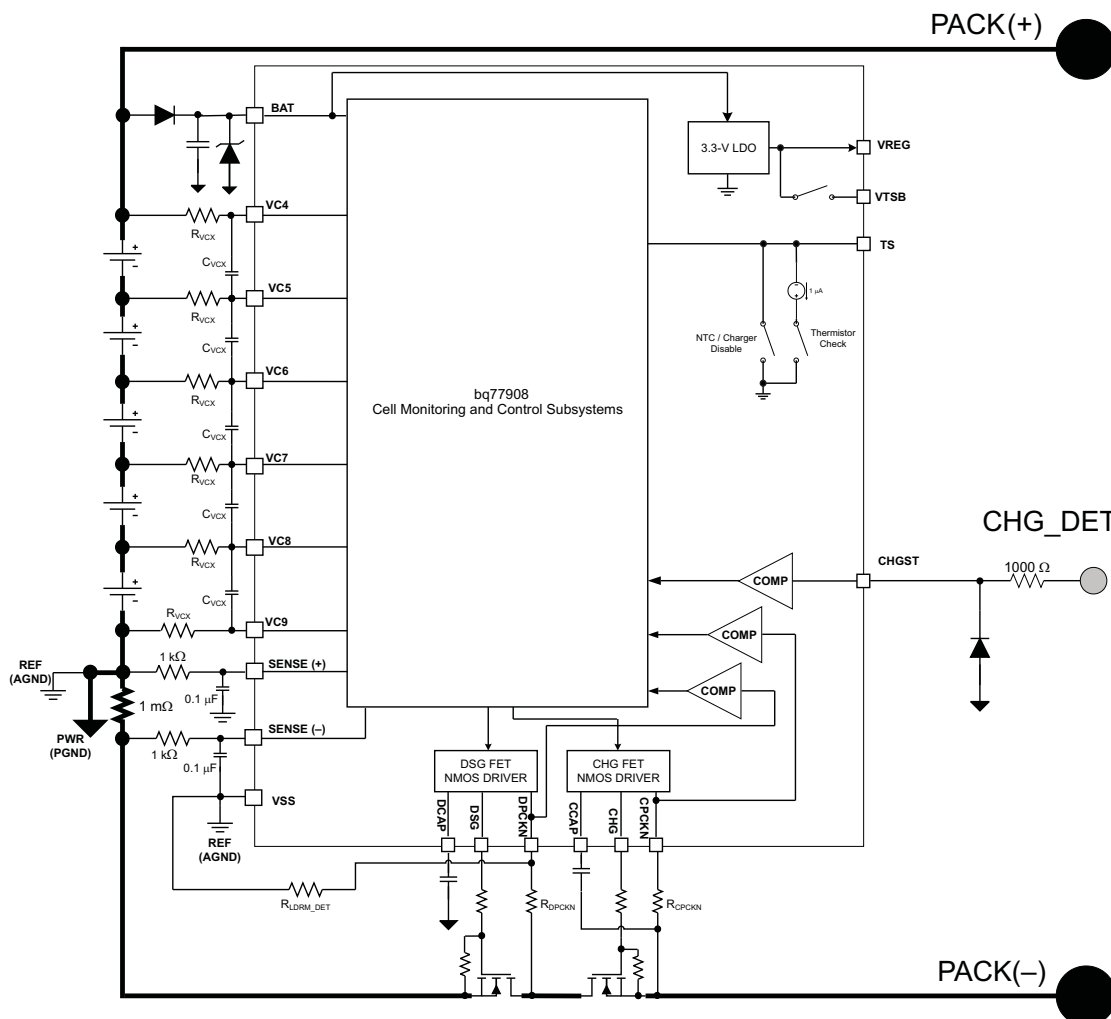 PACK(+)
BAT
3.3-V LDO
VREG
VTSB
VC4
RVCX
TS
CVCX
1 µA
VC5
RVCX
NTC / Charger
Disable
Thermistor
Check
CVCX
VC6
RVCX
bq77908
Cell Monitoring and Control Subsystems
CVCX
VC7
RVCX
CVCX
CHG_DET
VC8
RVCX
CHGST
1000 Ω
COMP
CVCX
RVCX
VC9
COMP
REF
(AGND)
1 kΩ
SENSE (+)
COMP
0.1 µF
1 mΩ
PWR
(PGND)
1 kΩ
SENSE (–)
0.1 µF
DSG FET
NMOS DRIVER
CHG FET
NMOS DRIVER
VSS
DCAP
DSG
DPCKN
CCAP
CHG
CPCKN
REF
(AGND)
RLDRM_DET
RDPCKN
RCPCKN
PACK(–)
+
-
+
-
+
-
+
-
+
-
+
-